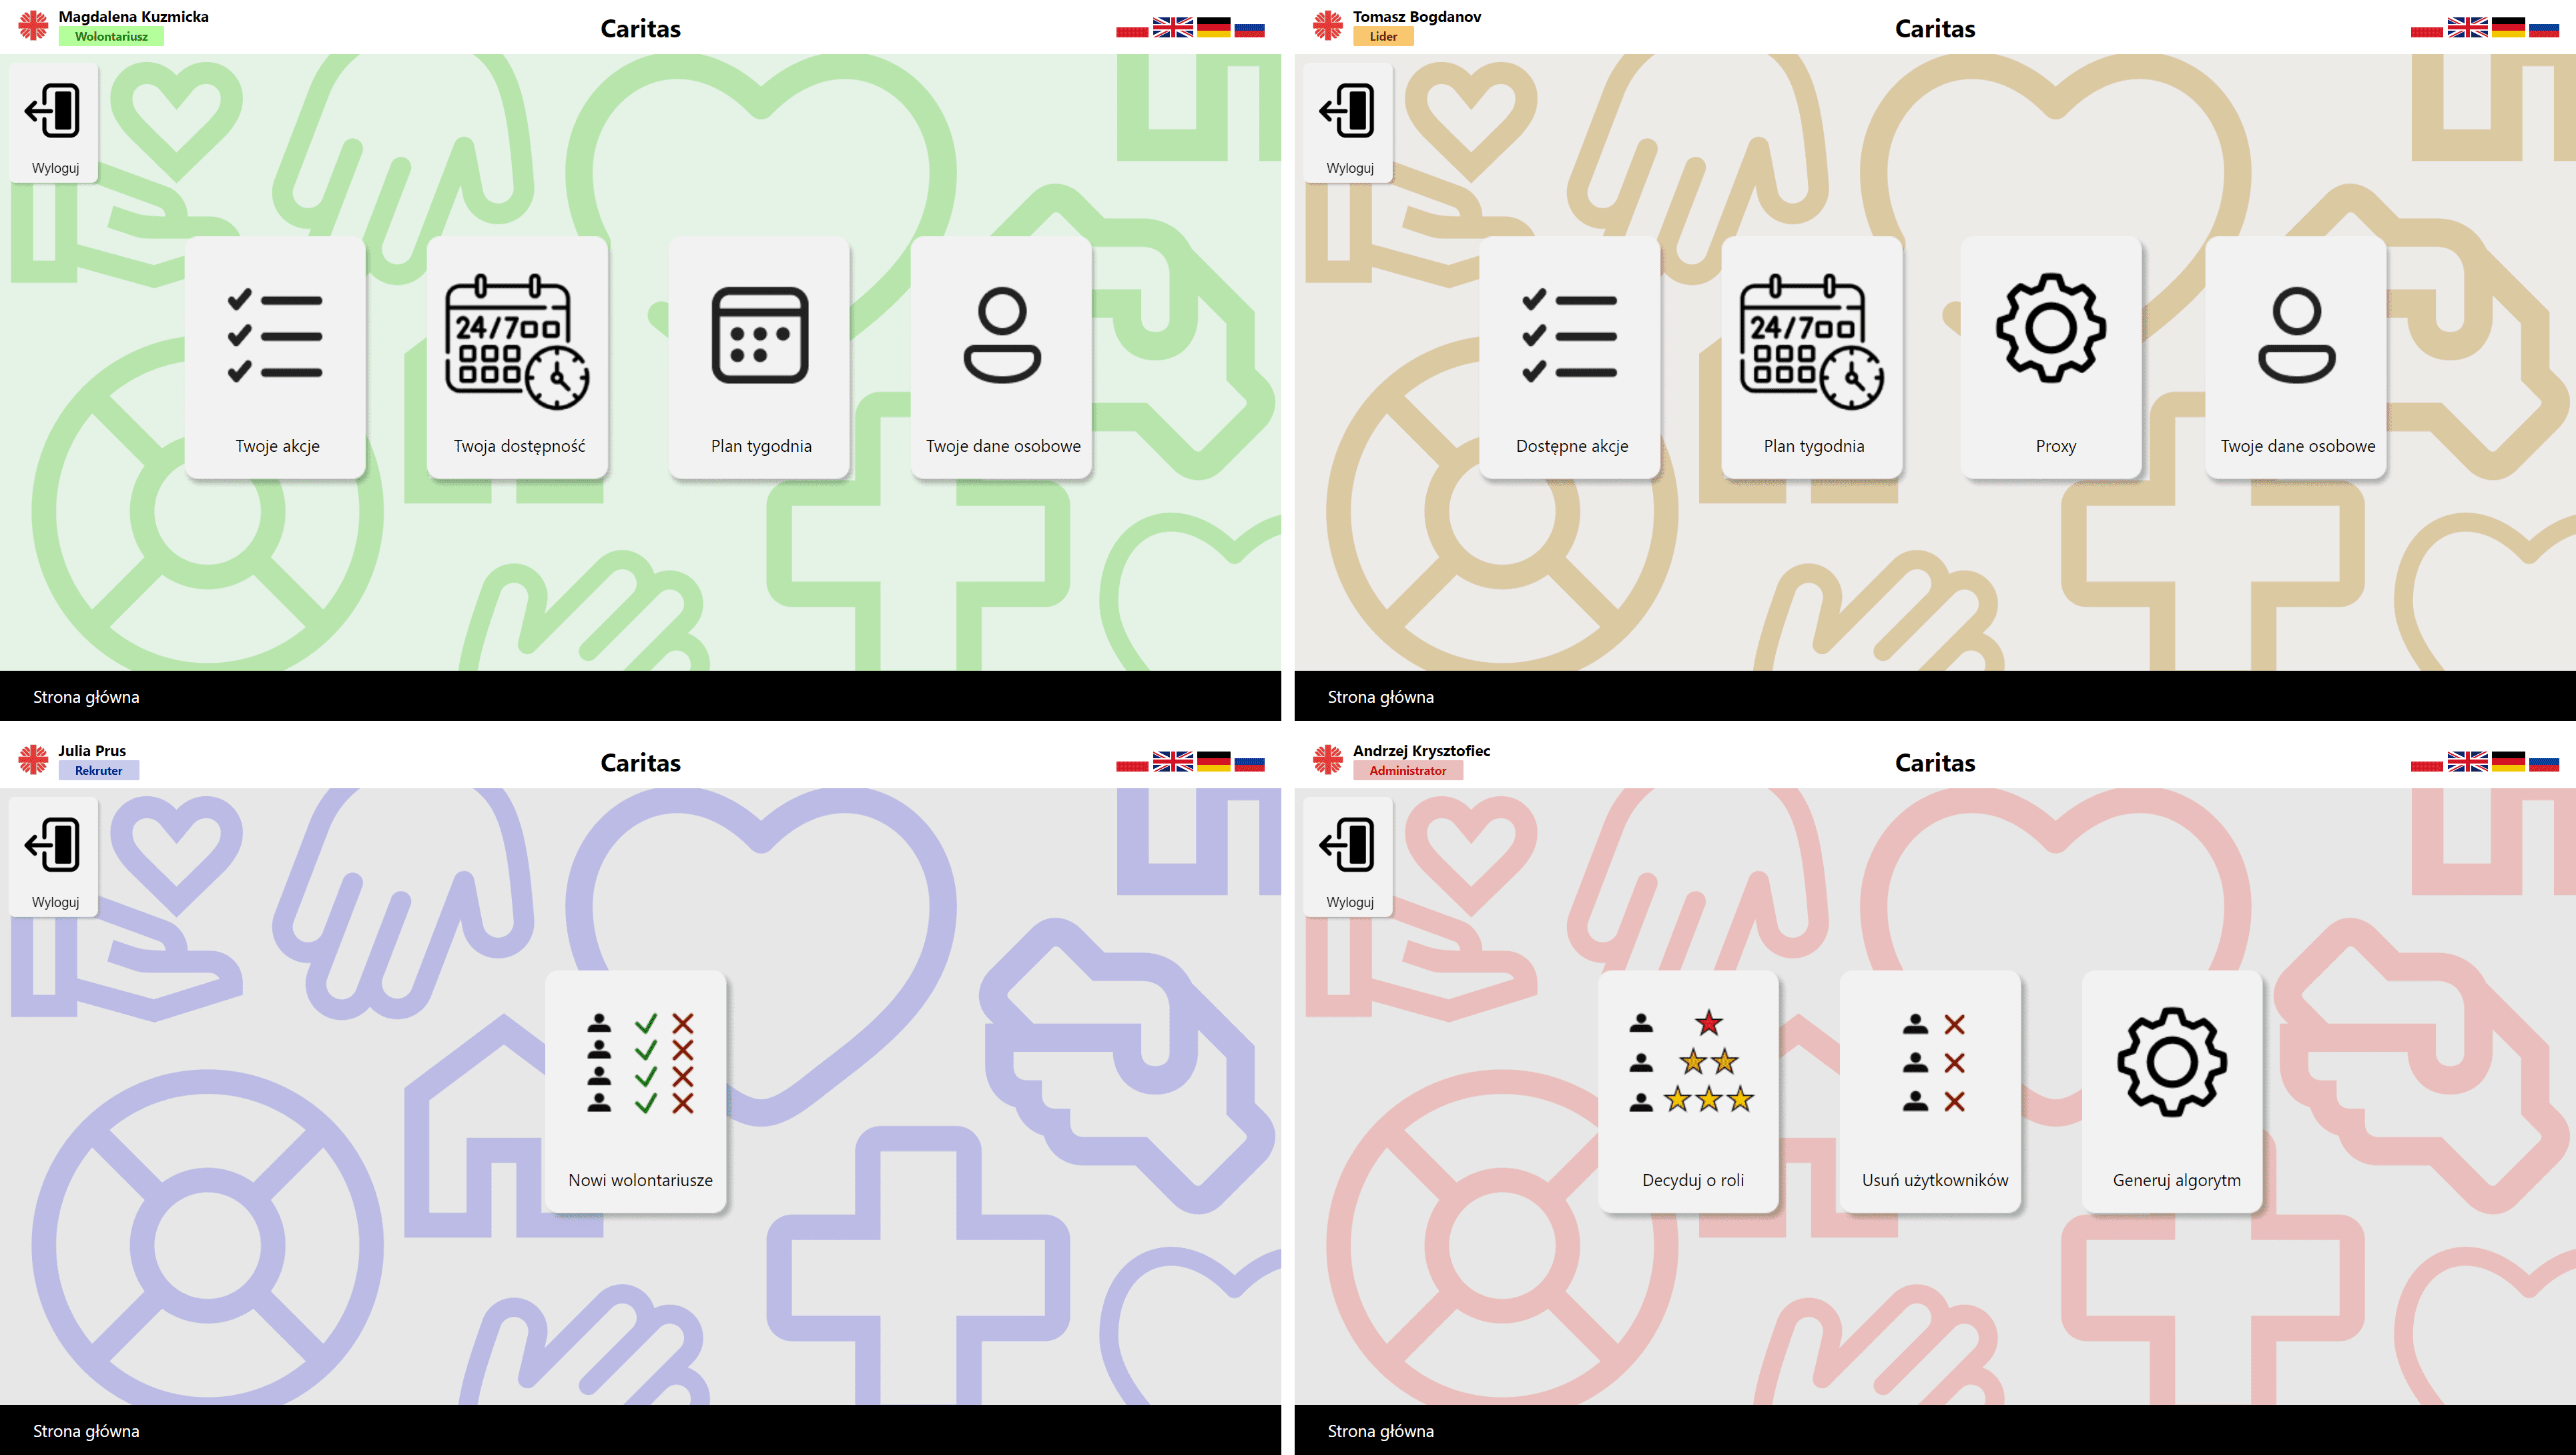 Magdalena Kuzmicka
Wolontariusz
Caritas
Wyloguj
24/7
Twoje akcje
Twoja dostępność
Plan tygodnia
Twoje dane osobowe
Strona główna
Tomasz Bogdanov
Lider
Caritas
Wyloguj
24/7
Dostępne akcje
Plan tygodnia
Proxy
Twoje dane osobowe
Strona główna
Julia Prus
Rekruter
Caritas
Wyloguj
Nowi wolontariusze
Strona główna
Andrzej Krysztofiec
Administrator
Caritas
Wyloguj
Decyduj o roli
Usuń użytkowników
Generuj algorytm
Strona główna